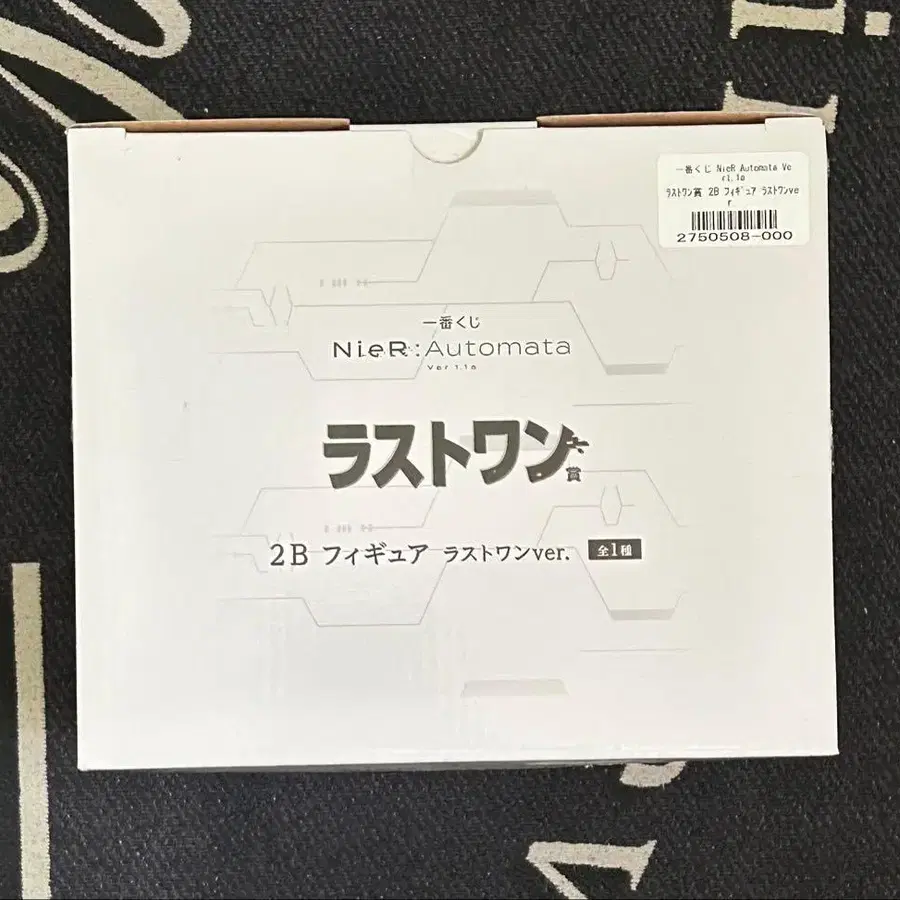 一番くじ NieR Automata Ve
r1.1a
ラストワン賞 2B フィギュア ラストワンve
r.
2750508-000
一番くじ
NieR:Automata
Ver1.1a
ラストワン賞
2B フィギュア ラストワンver. 全1種